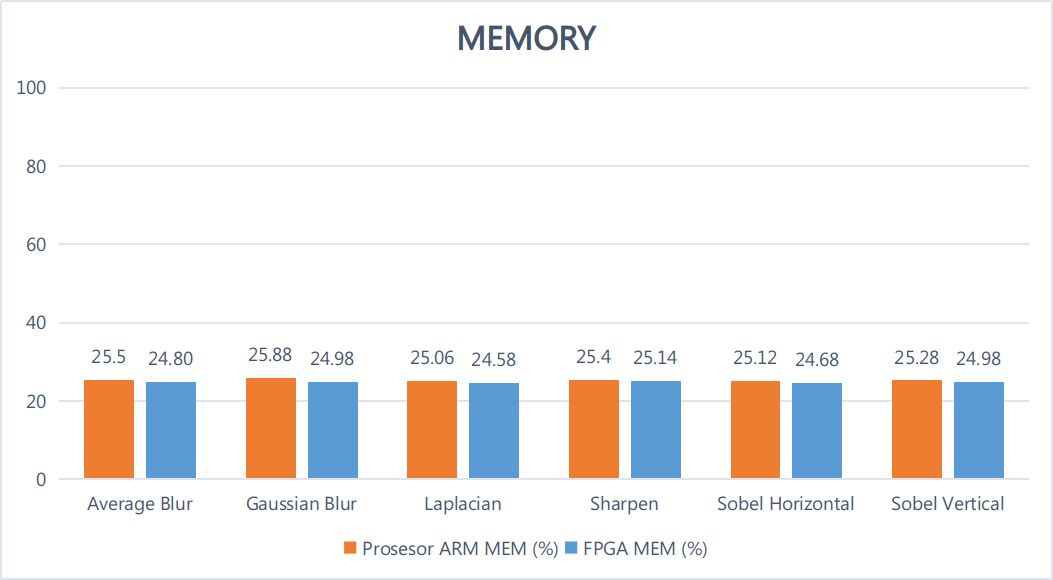 MEMORY
100
80
60
40
20
0
25.5 24.80 25.88 24.98 25.06 24.58 25.4 25.14 25.12 24.68 25.28 24.98
Average Blur Gaussian Blur Laplacian Sharpen Sobel Horizontal Sobel Vertical
Prosesor ARM MEM (%) FPGA MEM (%)